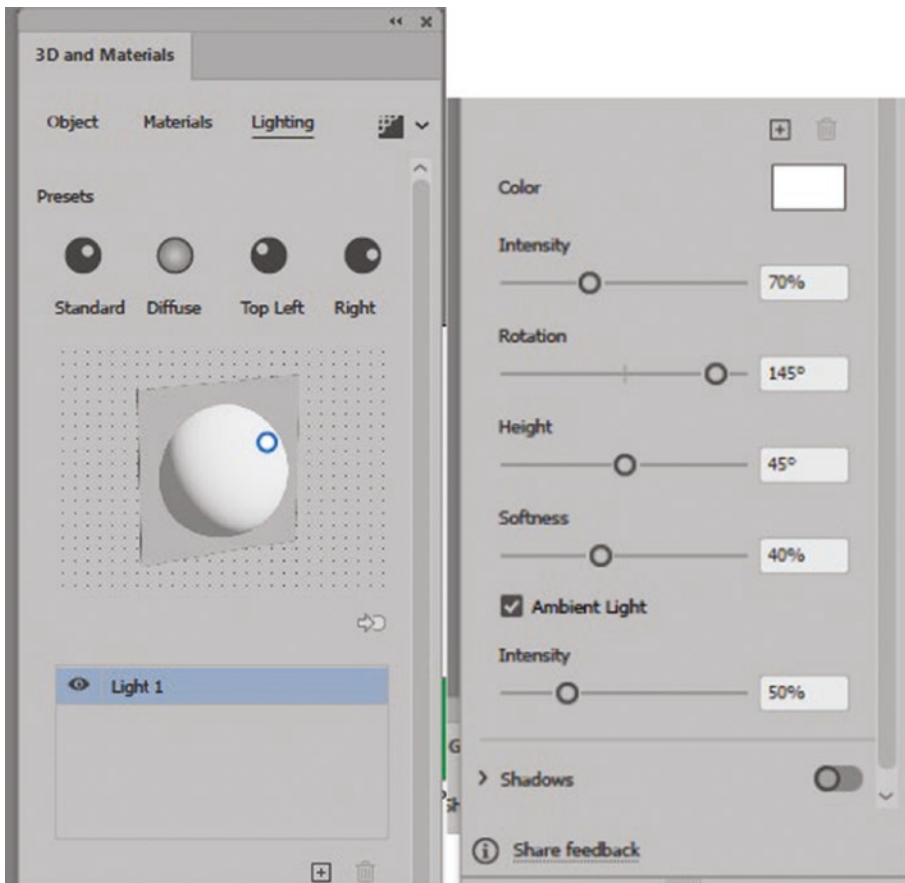 3D and Materials
Object Materials Lighting
Presets
Standard Diffuse Top Left Right
Light 1
Color
Intensity
70%
Rotation
145°
Height
45°
Softness
40%
Ambient Light
Intensity
50%
Shadows
Share feedback
G